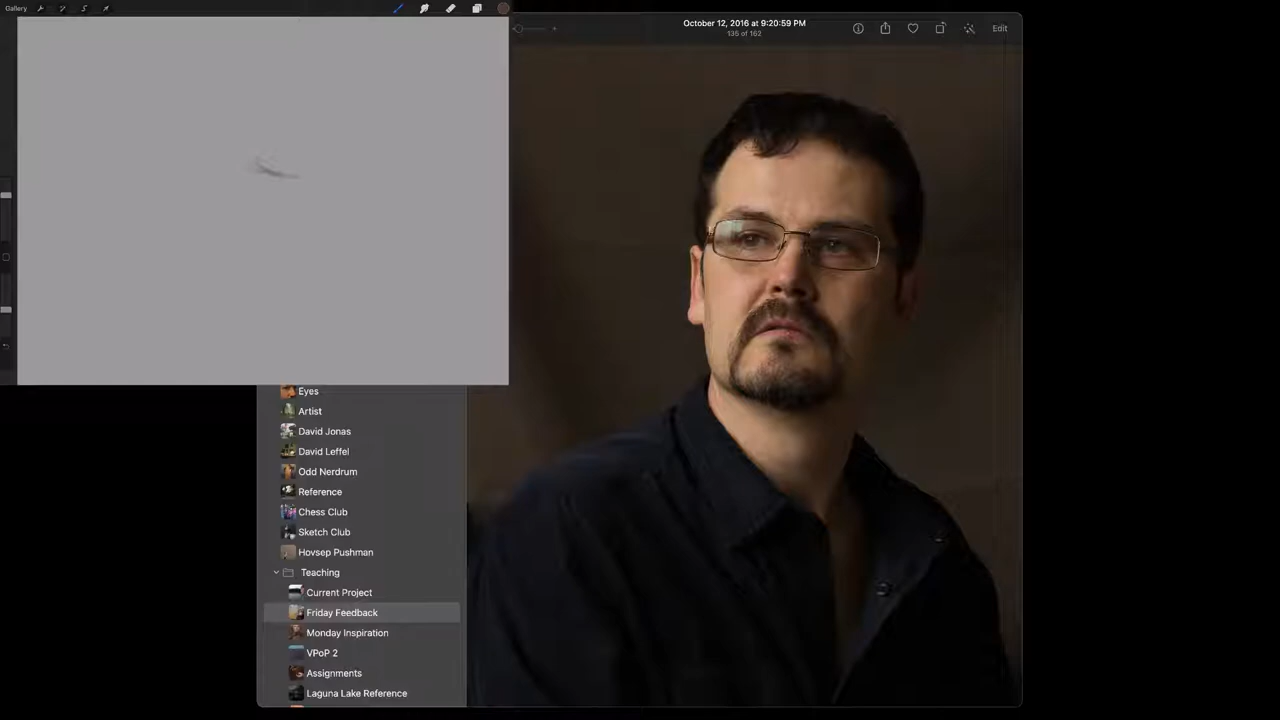 Gallery
October 12, 2016 at 9:20:59 PM
135 of 162
Edit
Eyes
Artist
David Jonas
David Leffel
Odd Nerdrum
Reference
Chess Club
Sketch Club
Hovsep Pushman
Teaching
Current Project
Friday Feedback
Monday Inspiration
VPoP 2
Assignments
Laguna Lake Reference